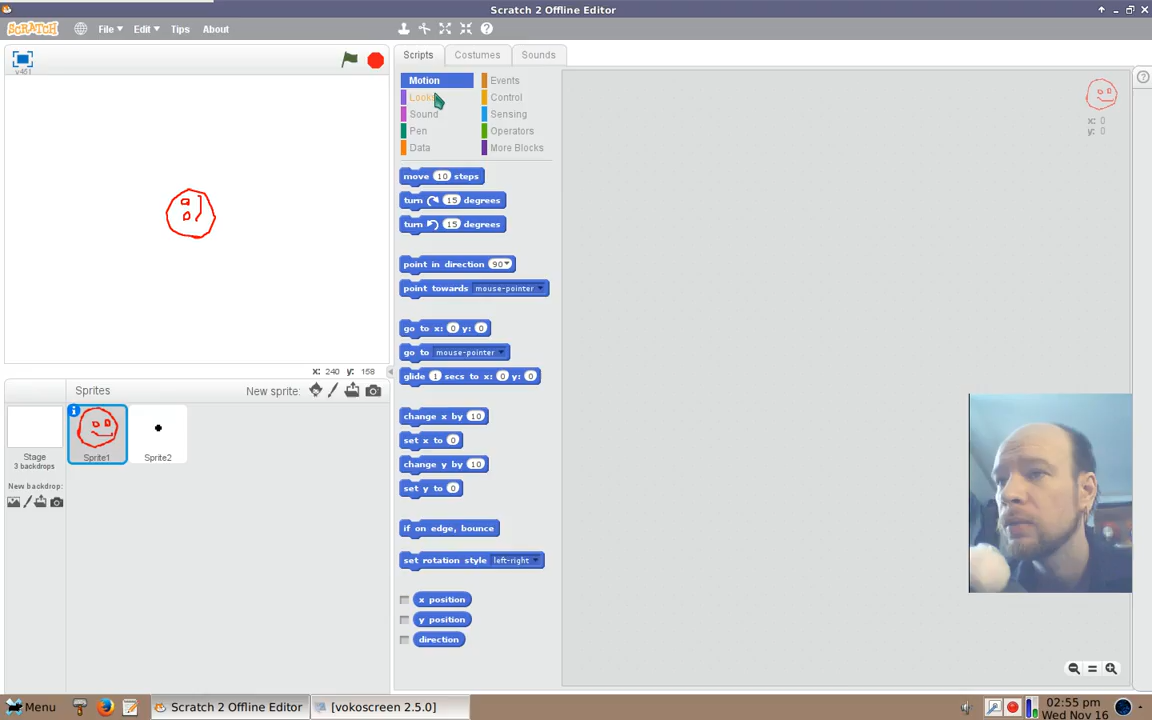 Scratch 2 Offline Editor
SCRATCH File Edit Tips About
v451
Scripts Costumes Sounds
Motion Events
Looks Control
Sound Sensing
Pen Operators
Data More Blocks
x: 0
y: 0
move 10 steps
turn 15 degrees
turn 15 degrees
point in direction 90
point towards mouse-pointer
go to x: 0 y: 0
go to mouse-pointer
glide 1 secs to x: 0 y: 0
change x by 10
set x to 0
change y by 10
set y to 0
if on edge, bounce
set rotation style left-right
x position
y position
direction
x: 240 y: 158
Sprites New sprite:
Stage
3 backdrops
New backdrop:
Sprite1
Sprite2
Menu Scratch 2 Offline Editor [vokoscreen 2.5.0] 02:55 pm
Wed Nov 16